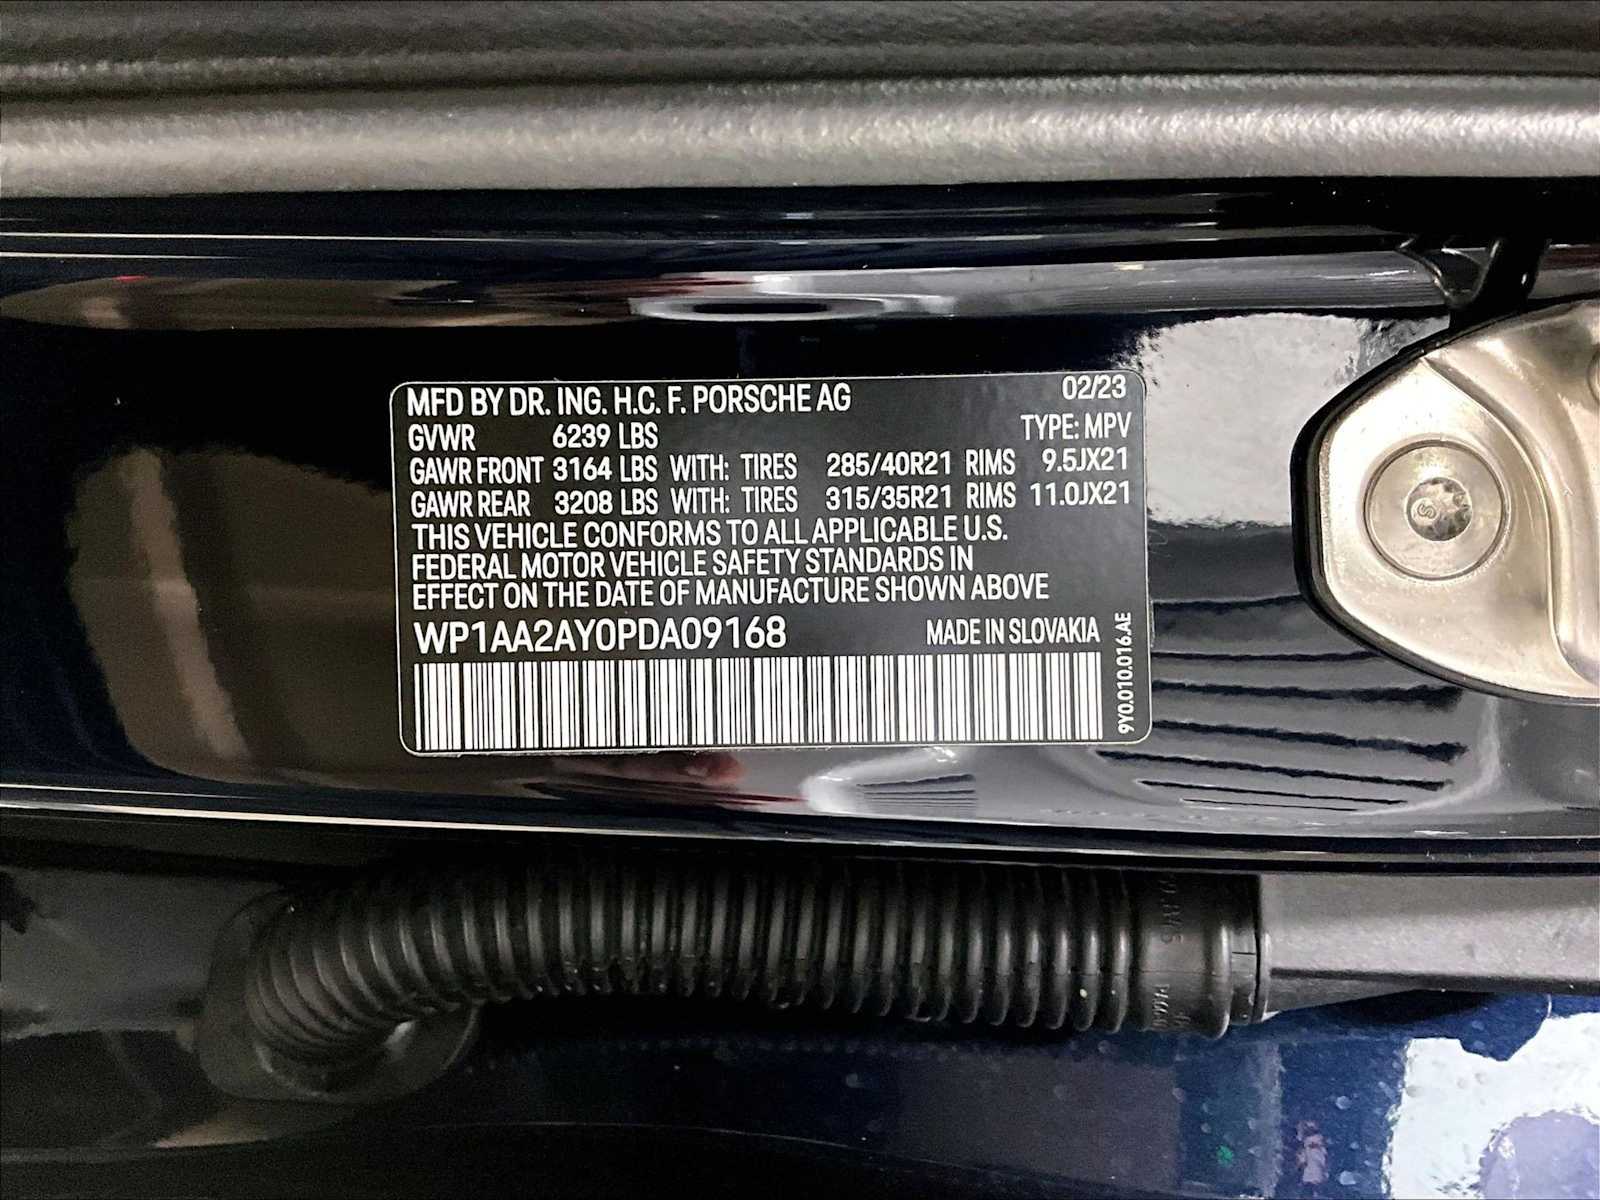 MFD BY DR. ING. H.C. F. PORSCHE AG 02/23
GVWR 6239 LBS TYPE: MPV
GAWR FRONT 3164 LBS WITH: TIRES 285/40R21 RIMS 9.5JX21
GAWR REAR 3208 LBS WITH: TIRES 315/35R21 RIMS 11.0JX21
THIS VEHICLE CONFORMS TO ALL APPLICABLE U.S.
FEDERAL MOTOR VEHICLE SAFETY STANDARDS IN
EFFECT ON THE DATE OF MANUFACTURE SHOWN ABOVE
WP1AA2AY0PDA09168 MADE IN SLOVAKIA
9Y0.010.016.AE